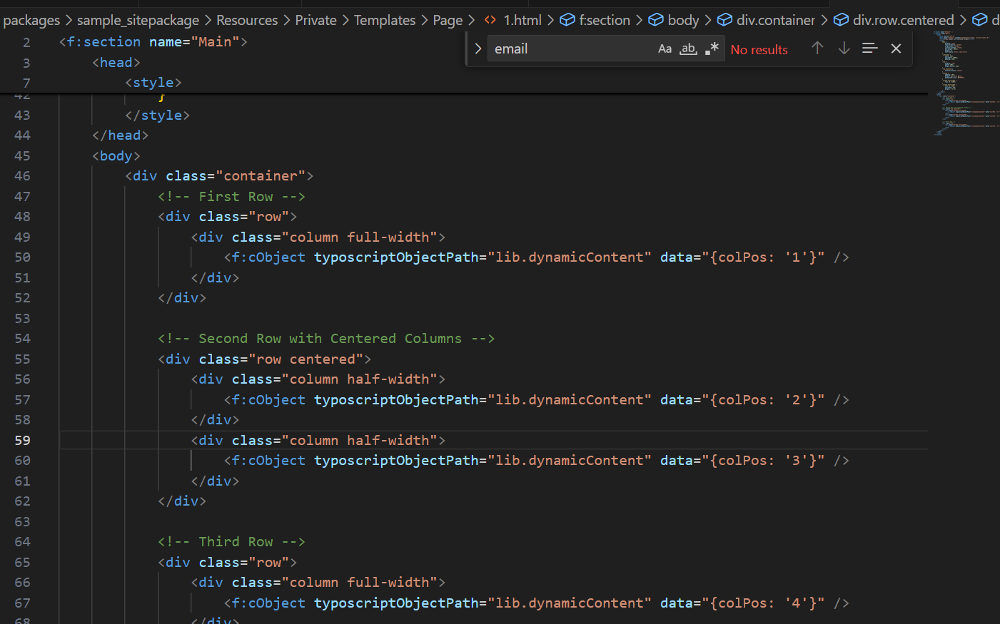 packages > sample_sitepackage > Resources > Private > Templates > Page > <> 1.html > f:section > body > div.container > div.row.centered > d
email Aa ab .* No results
2 <f:section name="Main">
3 <head>
7 <style>
42 }
43 </style>
44 </head>
45 <body>
46 <div class="container">
47 <!-- First Row -->
48 <div class="row">
49 <div class="column full-width">
50 <f:cObject typoscriptObjectPath="lib.dynamicContent" data="{colPos: '1'}" />
51 </div>
52 </div>
53
54 <!-- Second Row with Centered Columns -->
55 <div class="row centered">
56 <div class="column half-width">
57 <f:cObject typoscriptObjectPath="lib.dynamicContent" data="{colPos: '2'}" />
58 </div>
59 <div class="column half-width">
60 <f:cObject typoscriptObjectPath="lib.dynamicContent" data="{colPos: '3'}" />
61 </div>
62 </div>
63
64 <!-- Third Row -->
65 <div class="row">
66 <div class="column full-width">
67 <f:cObject typoscriptObjectPath="lib.dynamicContent" data="{colPos: '4'}" />
68 </div>